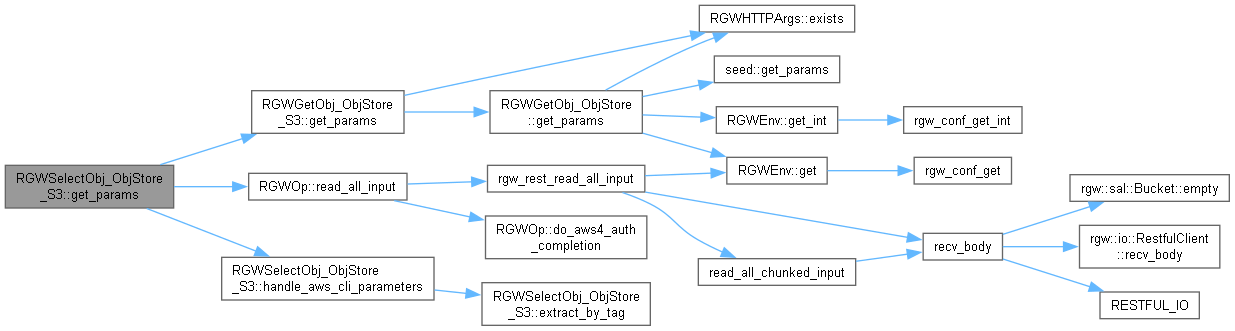 RGWSelectObj_ObjStore
_S3::get_params
RGWGetObj_ObjStore
_S3::get_params
RGWOp::read_all_input
RGWSelectObj_ObjStore
_S3::handle_aws_cli_parameters
RGWGetObj_ObjStore
::get_params
rgw_rest_read_all_input
RGWOp::do_aws4_auth
_completion
RGWSelectObj_ObjStore
_S3::extract_by_tag
RGWHTTPArgs::exists
seed::get_params
RGWEnv::get_int
RGWEnv::get
read_all_chunked_input
rgw_conf_get_int
rgw_conf_get
recv_body
rgw::sal::Bucket::empty
rgw::io::RestfulClient
::recv_body
RESTFUL_IO